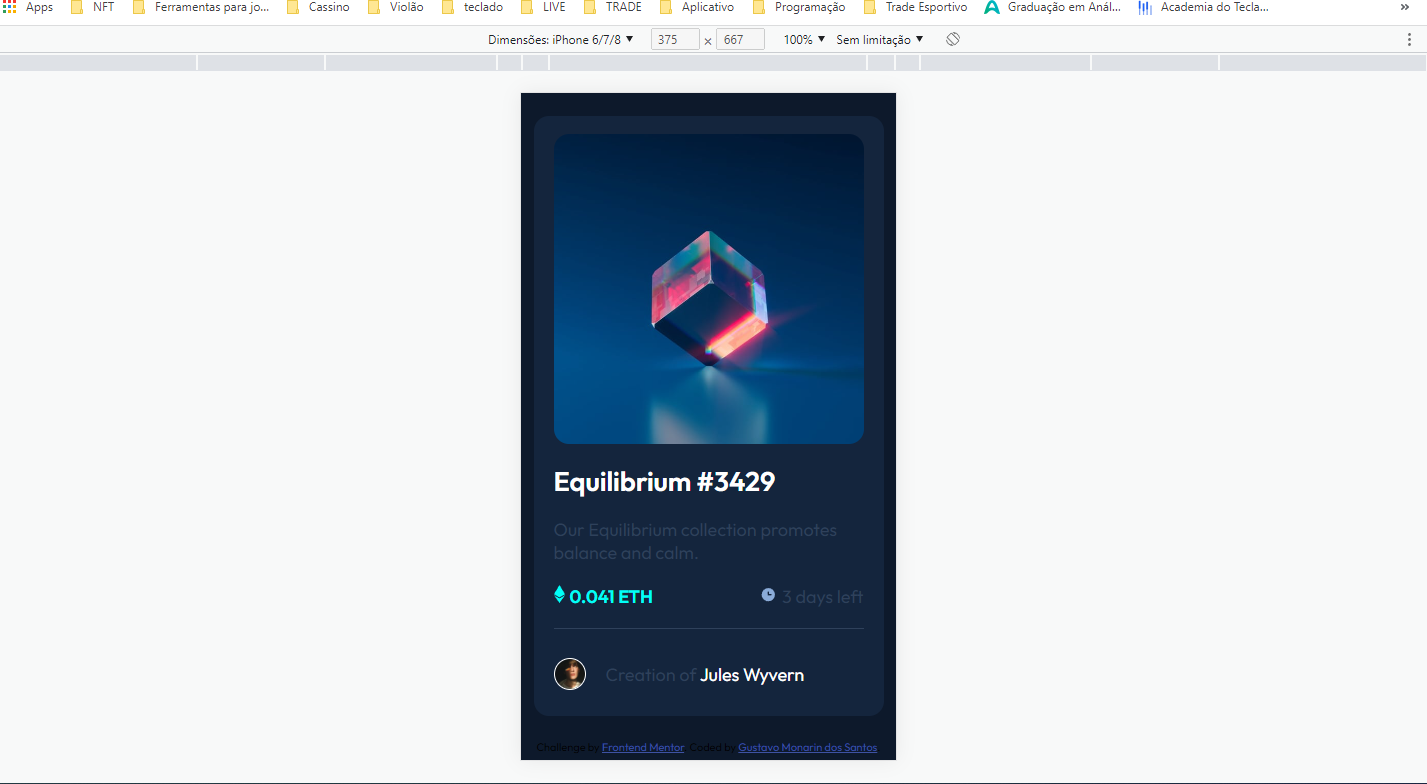 Apps NFT Ferramentas para jo... Cassino Violão teclado LIVE TRADE Aplicativo Programação Trade Esportivo Graduação em Anál... Academia do Tecla... »
Dimensões: iPhone 6/7/8 ▼ 375 × 667 100% ▼ Sem limitação ▼
Equilibrium #3429
Our Equilibrium collection promotes
balance and calm.
0.041 ETH 3 days left
Creation of Jules Wyvern
Challenge by Frontend Mentor. Coded by Gustavo Monarin dos Santos